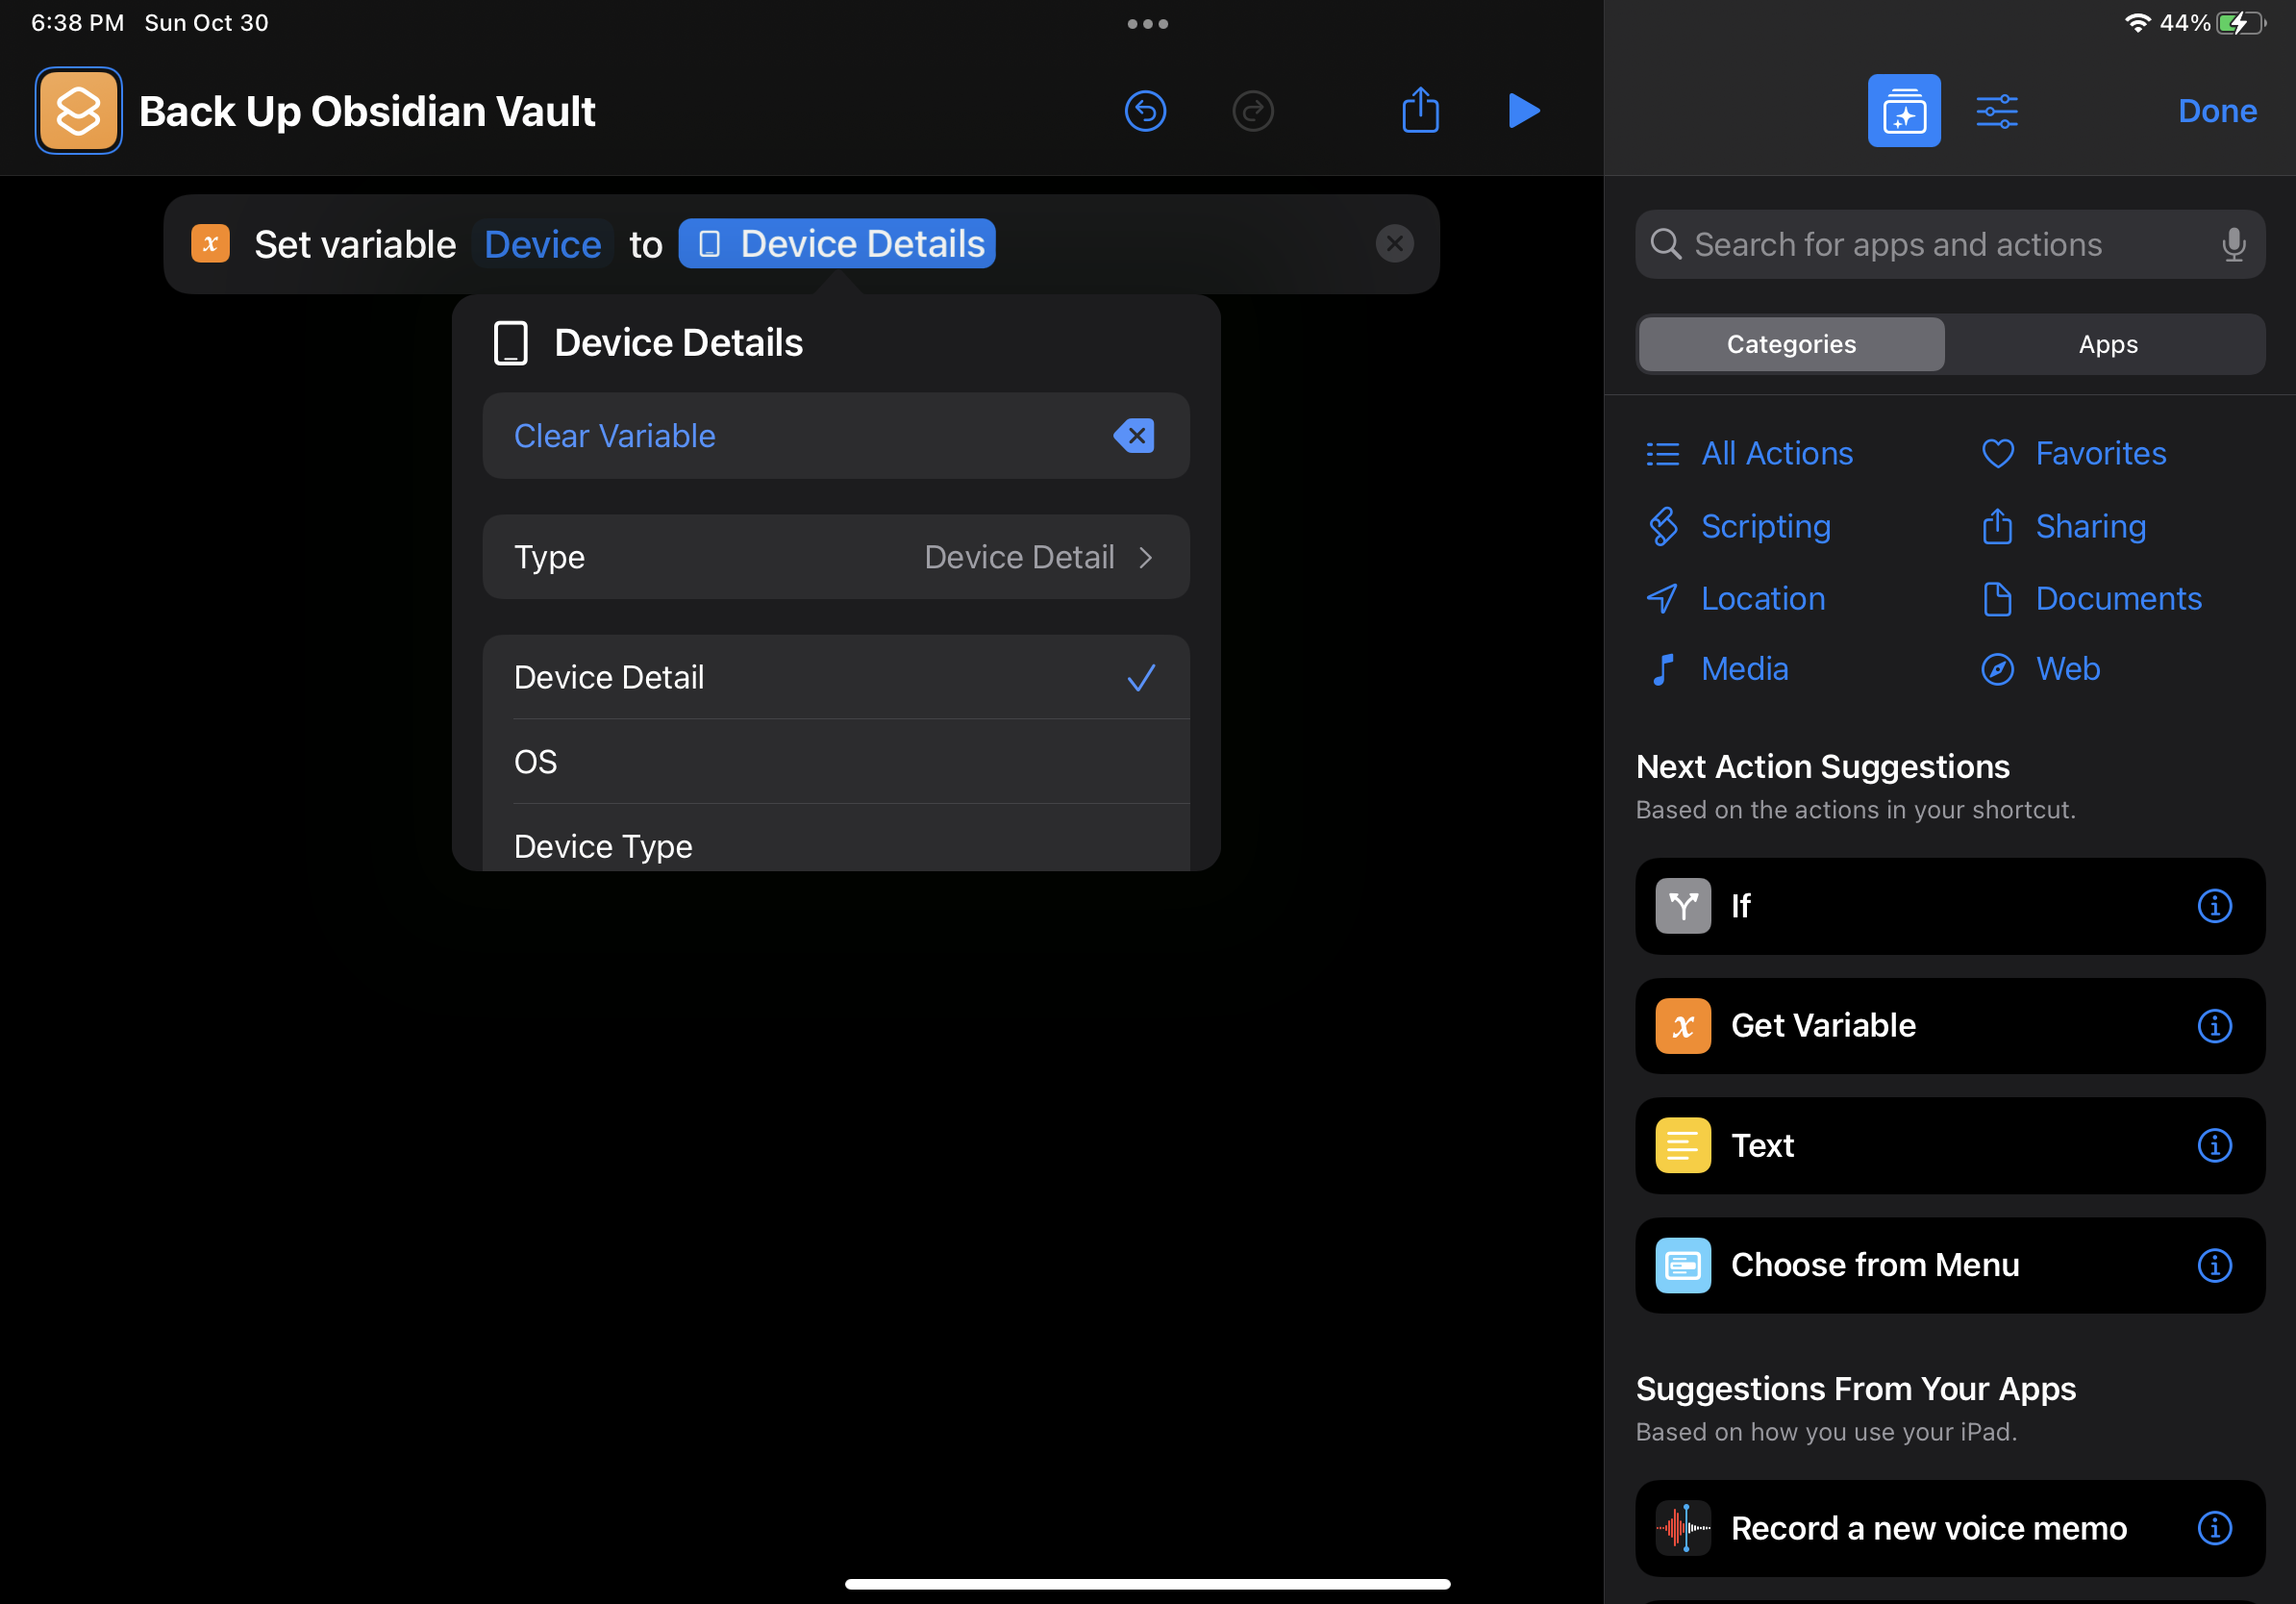 6:38 PM Sun Oct 30
44%
Back Up Obsidian Vault
Done
Set variable Device to Device Details
Device Details
Clear Variable
Type Device Detail
Device Detail
OS
Device Type
Search for apps and actions
Categories Apps
All Actions Favorites
Scripting Sharing
Location Documents
Media Web
Next Action Suggestions
Based on the actions in your shortcut.
If
Get Variable
Text
Choose from Menu
Suggestions From Your Apps
Based on how you use your iPad.
Record a new voice memo